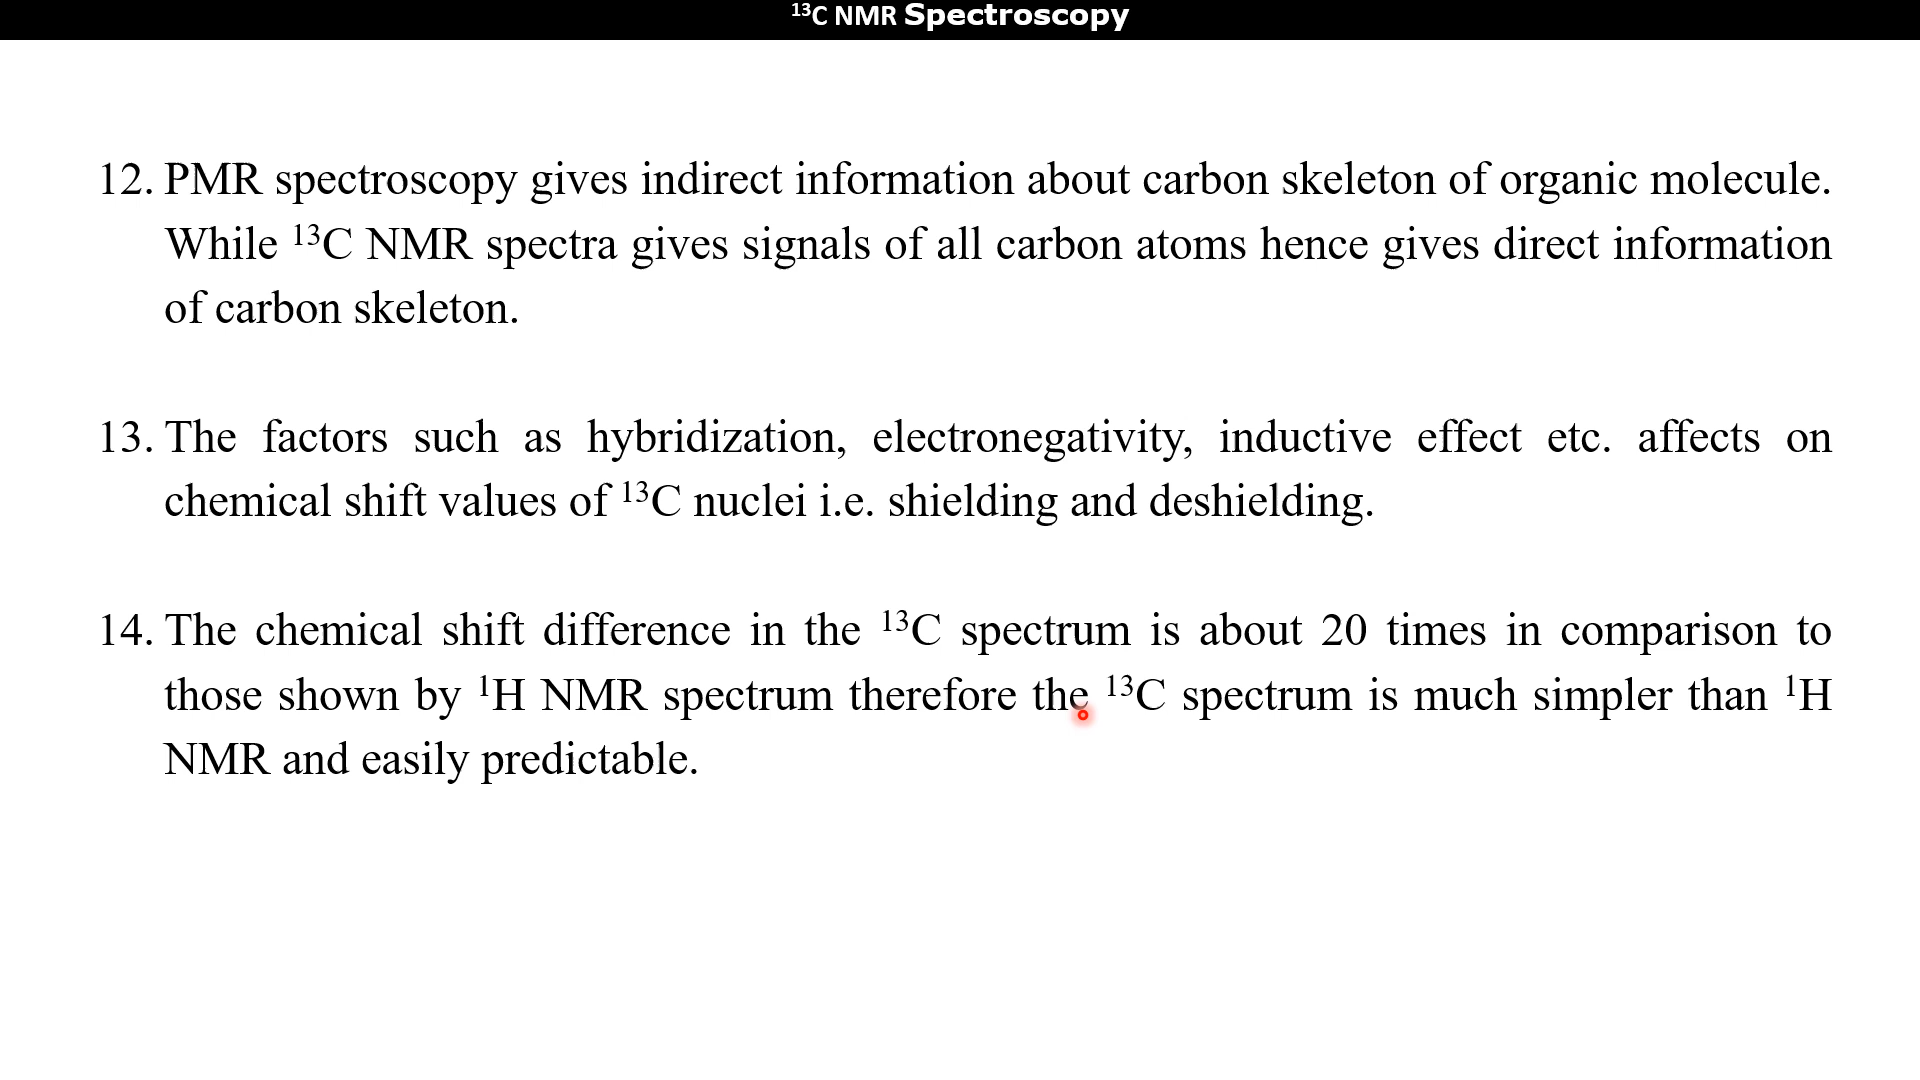 ¹³C NMR Spectroscopy
12. PMR spectroscopy gives indirect information about carbon skeleton of organic molecule.
While ¹³C NMR spectra gives signals of all carbon atoms hence gives direct information
of carbon skeleton.
13. The factors such as hybridization, electronegativity, inductive effect etc. affects on
chemical shift values of ¹³C nuclei i.e. shielding and deshielding.
14. The chemical shift difference in the ¹³C spectrum is about 20 times in comparison to
those shown by ¹H NMR spectrum therefore the ¹³C spectrum is much simpler than ¹H
NMR and easily predictable.